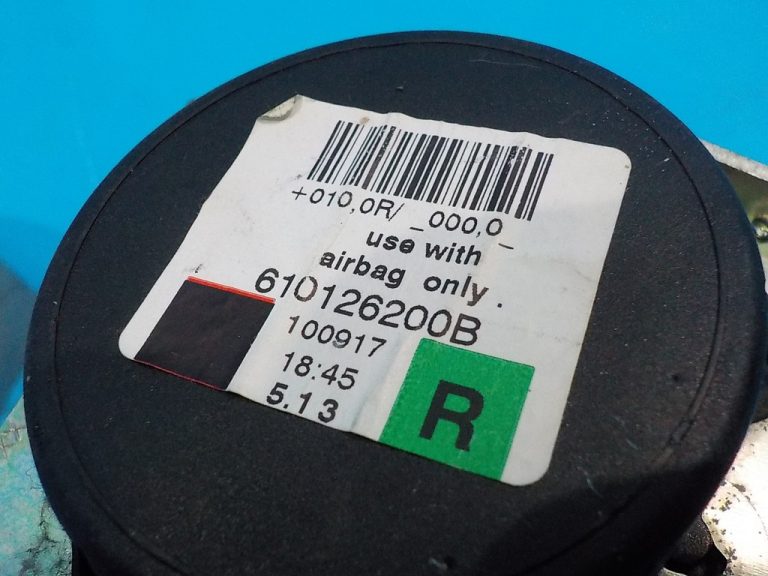 +010,0R/ _000,0_
use with
airbag only.
610126200B
100917
18:45
5.13
R